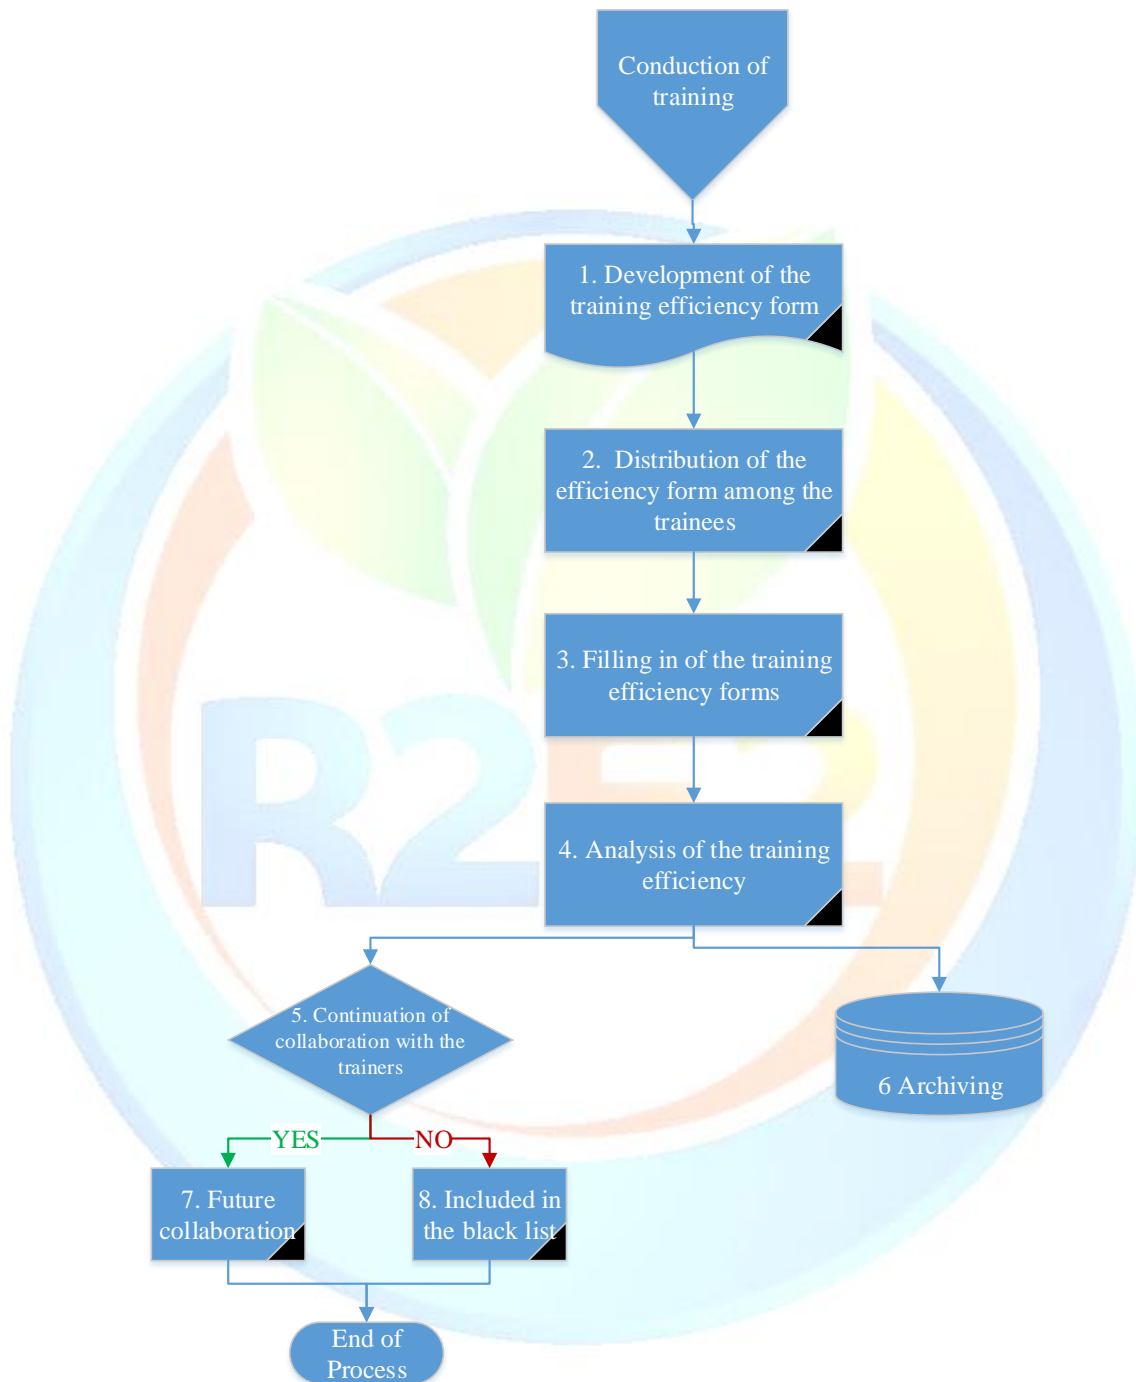 Conduction of
training
1. Development of the
training efficiency form
2. Distribution of the
efficiency form among the
trainees
3. Filling in of the training
efficiency forms
R2E2
4. Analysis of the training
efficiency
5. Continuation of
collaboration with the
trainers
6 Archiving
YES
NO
7. Future
collaboration
8. Included in
the black list
End of
Process